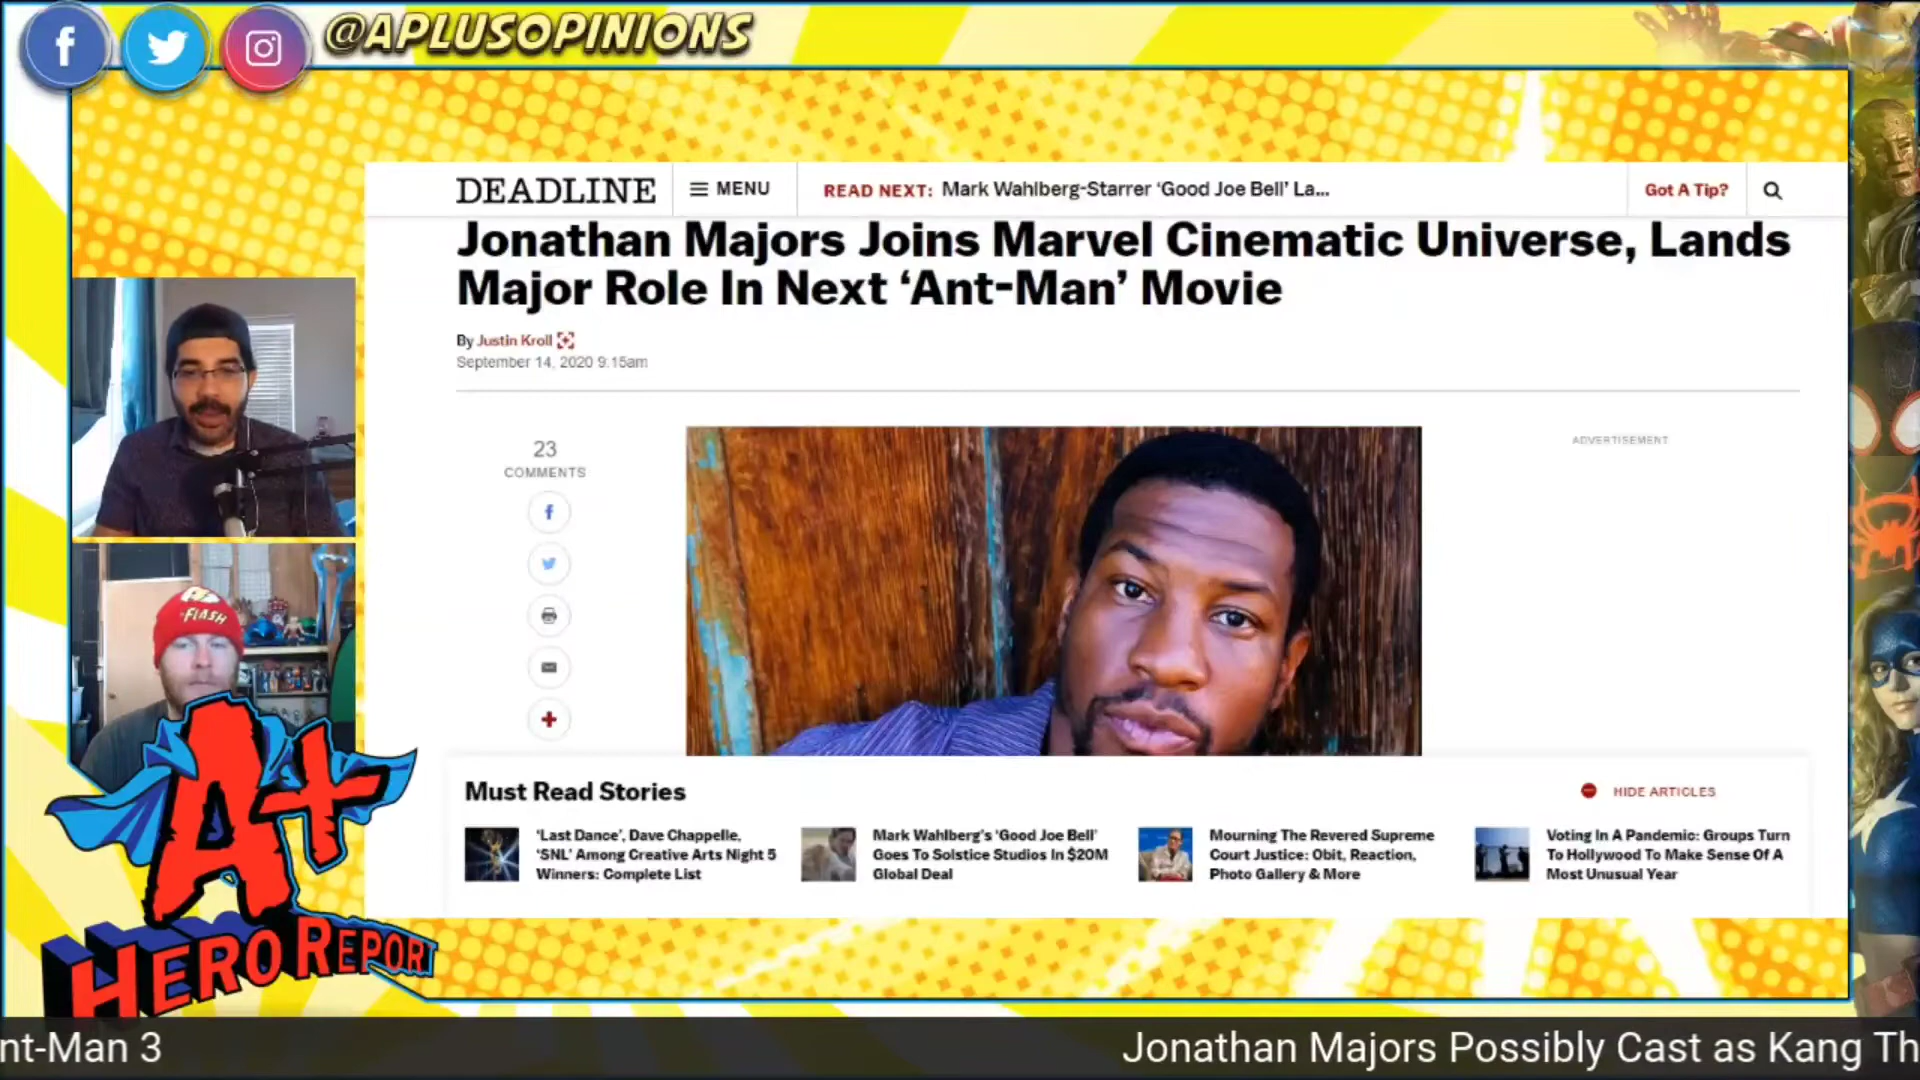 @APLUSOPINIONS
DEADLINE
MENU
READ NEXT: Mark Wahlberg-Starrer ‘Good Joe Bell’ La...
Got A Tip?
Jonathan Majors Joins Marvel Cinematic Universe, Lands
Major Role In Next ‘Ant-Man’ Movie
By Justin Kroll
September 14, 2020 9:15am
23
COMMENTS
ADVERTISEMENT
FLASH
Must Read Stories
HIDE ARTICLES
‘Last Dance’, Dave Chappelle,
‘SNL’ Among Creative Arts Night 5
Winners: Complete List
Mark Wahlberg’s ‘Good Joe Bell’
Goes To Solstice Studios In $20M
Global Deal
Mourning The Revered Supreme
Court Justice: Obit, Reaction,
Photo Gallery & More
Voting In A Pandemic: Groups Turn
To Hollywood To Make Sense Of A
Most Unusual Year
A+
HERO REPORT
nt-Man 3
Jonathan Majors Possibly Cast as Kang Th